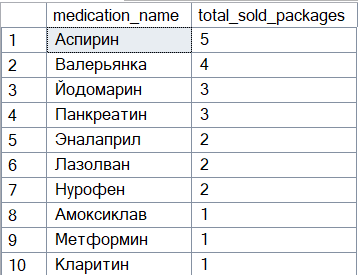 medication_name total_sold_packages
1 Аспирин 5
2 Валерьянка 4
3 Йодомарин 3
4 Панкреатин 3
5 Эналаприл 2
6 Лазолван 2
7 Нурофен 2
8 Амоксиклав 1
9 Метформин 1
10 Кларитин 1